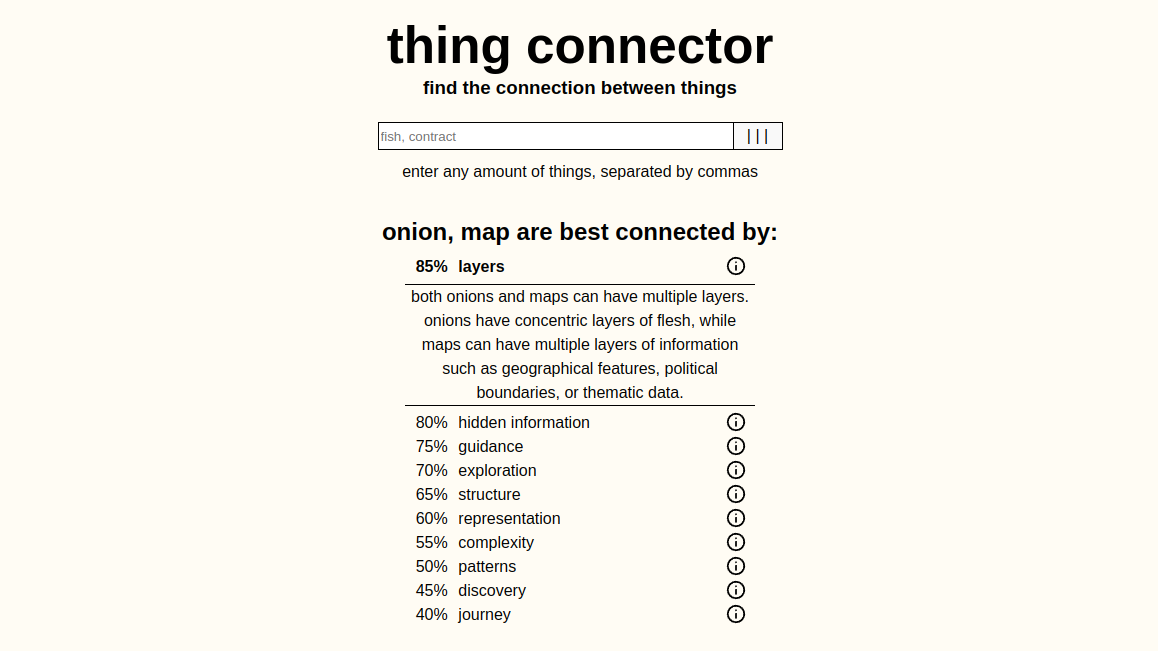 thing connector
find the connection between things
fish, contract
|||
enter any amount of things, separated by commas
onion, map are best connected by:
85% layers
both onions and maps can have multiple layers.
onions have concentric layers of flesh, while
maps can have multiple layers of information
such as geographical features, political
boundaries, or thematic data.
80% hidden information
75% guidance
70% exploration
65% structure
60% representation
55% complexity
50% patterns
45% discovery
40% journey